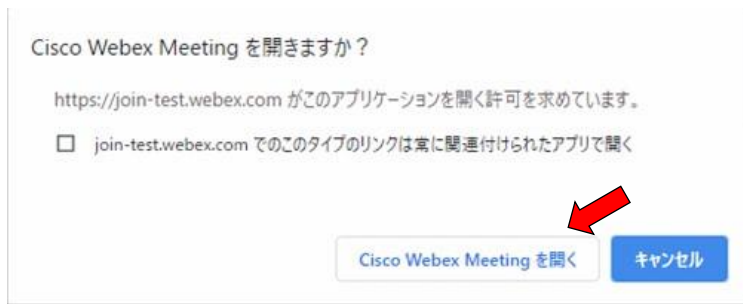 Cisco Webex Meeting を開きますか？
https://join-test.webex.com がこのアプリケーションを開く許可を求めています。
join-test.webex.com でのこのタイプのリンクは常に関連付けられたアプリで開く
Cisco Webex Meeting を開く
キャンセル